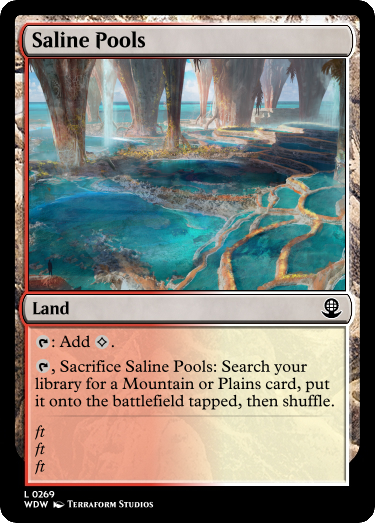 Saline Pools
Land
: Add .
, Sacrifice Saline Pools: Search your
library for a Mountain or Plains card, put
it onto the battlefield tapped, then shuffle.
ft
ft
ft
L 0269
WDW Terraform Studios